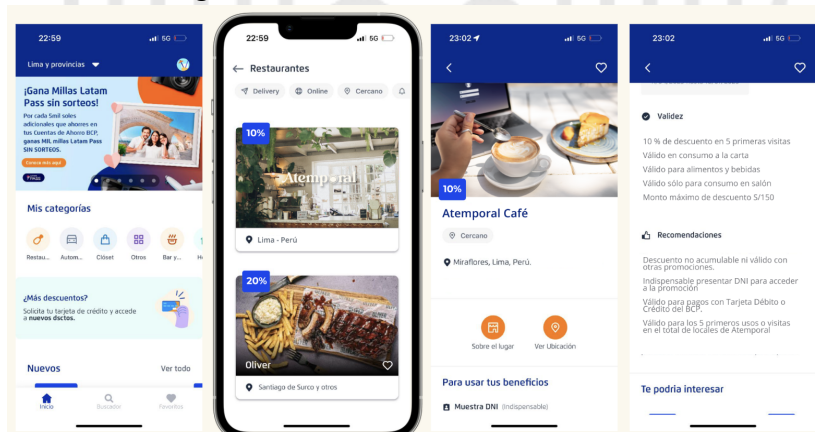 22:59
5G
Lima y provincias
¡Gana Millas Latam
Pass sin sorteos!
Por cada 5mil soles
adicionales que ahorres en
tus Cuentas de Ahorro BCP,
ganas MIL millas Latam Pass
SIN SORTEOS.
Conoce más aquí
Mis categorías
Restau...
Autom...
Clóset
Otros
Bar y...
¿Más descuentos?
Solicita tu tarjeta de crédito y accede
a nuevos dsctos.
Nuevos
Ver todo
Inicio
Buscador
Favoritos
22:59
5G
Restaurantes
Delivery
Online
Cercano
10%
Atemporal
Lima - Perú
20%
Oliver
Santiago de Surco y otros
23:02
5G
10%
Atemporal Café
Cercano
Miraflores, Lima, Perú.
Sobre el lugar
Ver Ubicación
Para usar tus beneficios
Muestra DNI (Indispensable)
23:02
5G
Validez
10 % de descuento en 5 primeras visitas
Válido en consumo a la carta
Válido para alimentos y bebidas
Válido sólo para consumo en salón
Monto máximo de descuento S/150
Recomendaciones
Descuento no acumulable ni válido con
otras promociones.
Indispensable presentar DNI para acceder
a la promoción
Válido para pagos con Tarjeta Débito o
Crédito del BCP.
Válido para los 5 primeros usos o visitas
en el total de locales de Atemporal
Te podria interesar